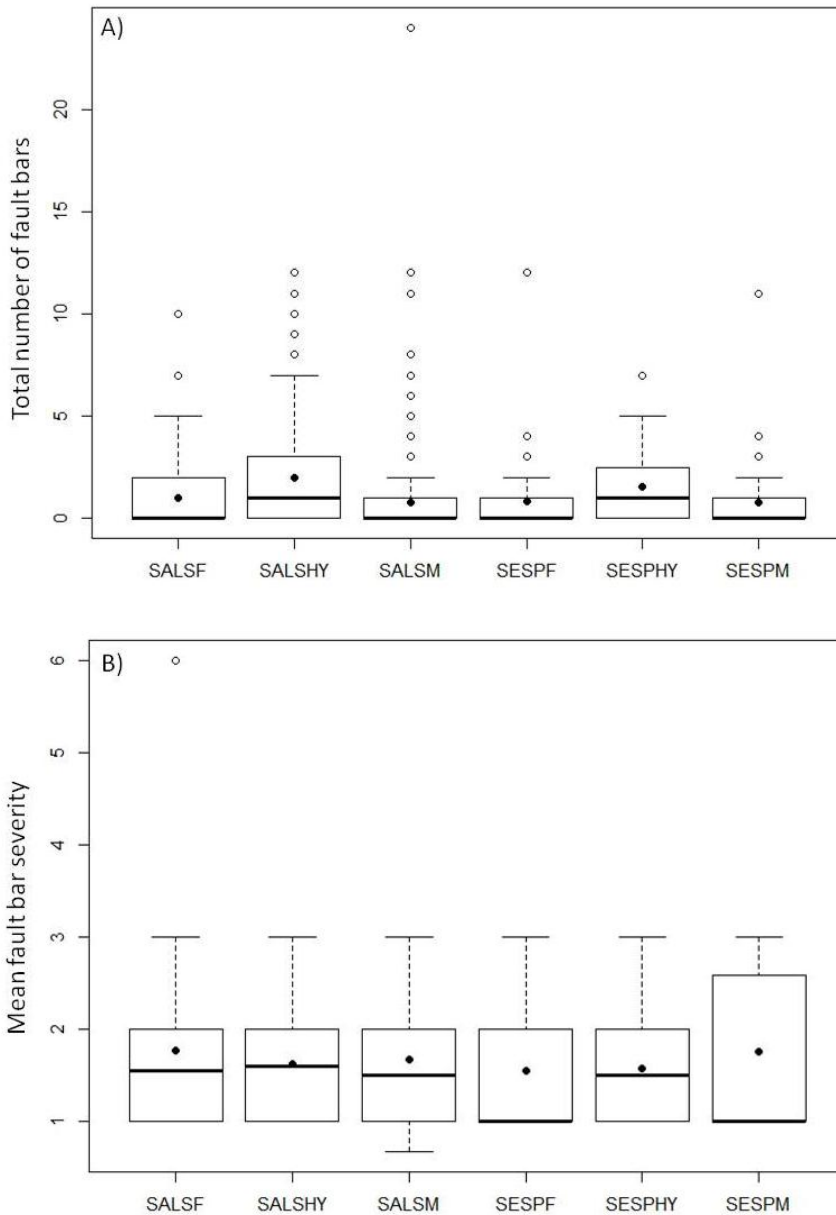 A)
Total number of fault bars
20
15
10
5
0
SALSF SALSHY SALSM SESPF SESPHY SESPM
B)
Mean fault bar severity
6
5
4
3
2
1
SALSF SALSHY SALSM SESPF SESPHY SESPM